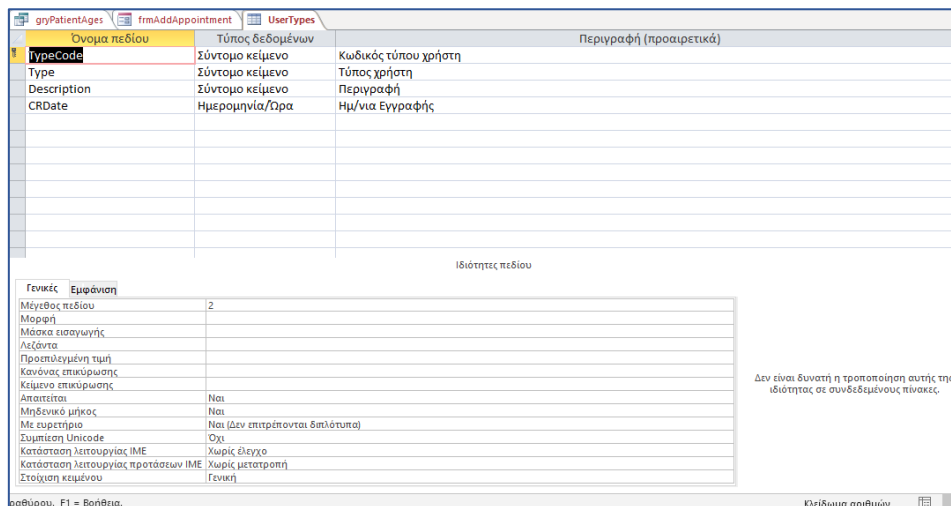 gryPatientAges frmAddAppointment UserTypes
Όνομα πεδίου Τύπος δεδομένων Περιγραφή (προαιρετικά)
TypeCode Σύντομο κείμενο Κωδικός τύπου χρήστη
Type Σύντομο κείμενο Τύπος χρήστη
Description Σύντομο κείμενο Περιγραφή
CRDate Ημερομηνία/Ώρα Ημ/νια Εγγραφής
Ιδιότητες πεδίου
Γενικές Εμφάνιση
Μέγεθος πεδίου 2
Μορφή
Μάσκα εισαγωγής
Λεζάντα
Προεπιλεγμένη τιμή
Κανόνας επικύρωσης
Κείμενο επικύρωσης
Απαιτείται Ναι
Μηδενικό μήκος Ναι
Με ευρετήριο Ναι (Δεν επιτρέπονται διπλότυπα)
Συμπίεση Unicode Όχι
Κατάσταση λειτουργίας IME Χωρίς έλεγχο
Κατάσταση λειτουργίας προτάσεων IME Χωρίς μετατροπή
Στοίχιση κειμένου Γενική
Δεν είναι δυνατή η τροποποίηση αυτής της
ιδιότητας σε συνδεδεμένους πίνακες.
ραθύρου. F1 = Βοήθεια. Κλείδωμα αριθμών